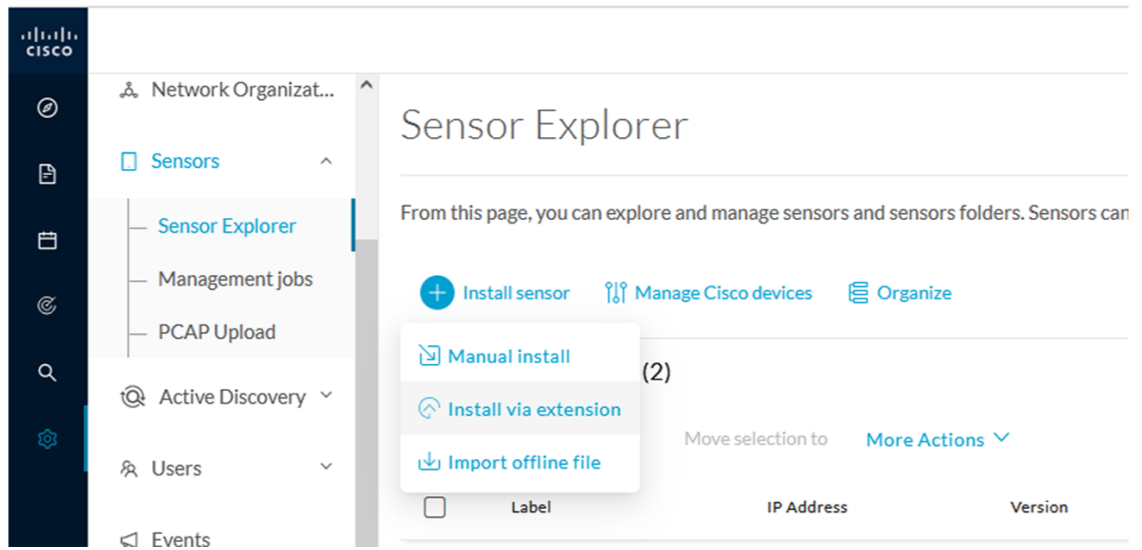 CISCO
Network Organizat...
Sensors
Sensor Explorer
Management jobs
PCAP Upload
Active Discovery
Users
Events
Sensor Explorer
From this page, you can explore and manage sensors and sensors folders. Sensors can
Install sensor
Manage Cisco devices
Organize
Manual install
Install via extension
Import offline file
(2)
Move selection to
More Actions
Label
IP Address
Version